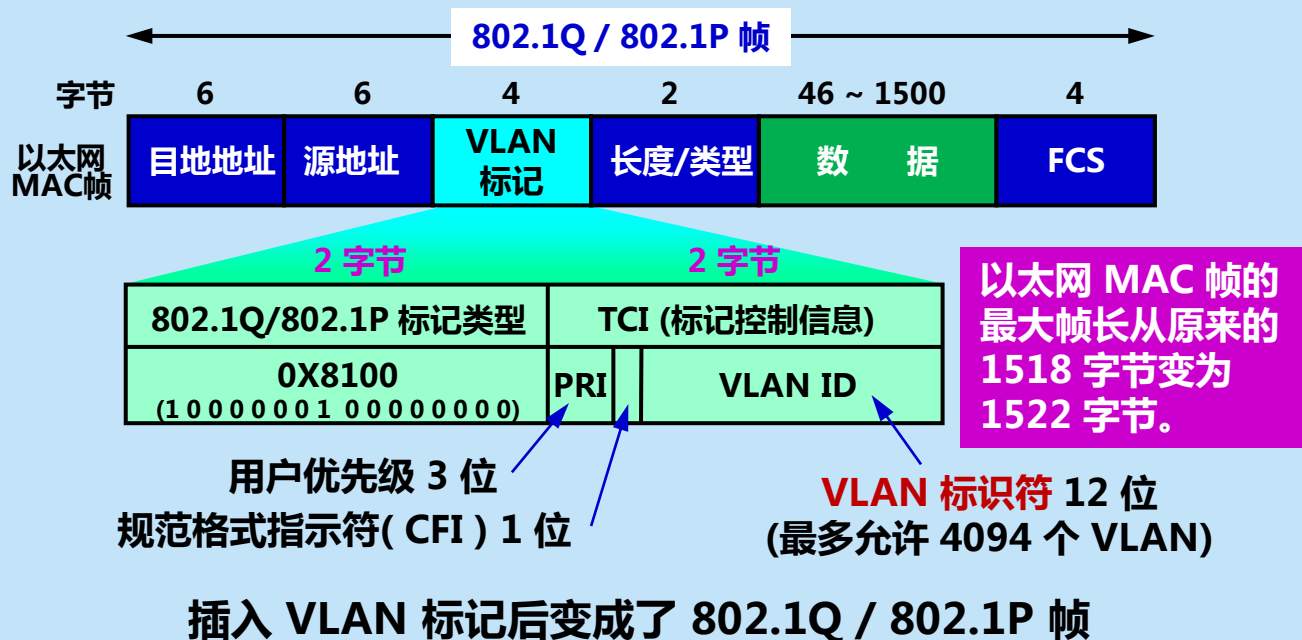 802.1Q / 802.1P 帧
字节 6 6 4 2 46 ~ 1500 4
以太网
MAC帧
目地地址 源地址 VLAN
标记 长度/类型 数 据 FCS
2 字节 2 字节
802.1Q/802.1P 标记类型 TCI (标记控制信息)
0X8100
(1 0 0 0 0 0 0 1 0 0 0 0 0 0 0 0)
PRI VLAN ID
以太网 MAC 帧的
最大帧长从原来的
1518 字节变为
1522 字节。
用户优先级 3 位
规范格式指示符( CFI ) 1 位
VLAN 标识符 12 位
(最多允许 4094 个 VLAN)
插入 VLAN 标记后变成了 802.1Q / 802.1P 帧